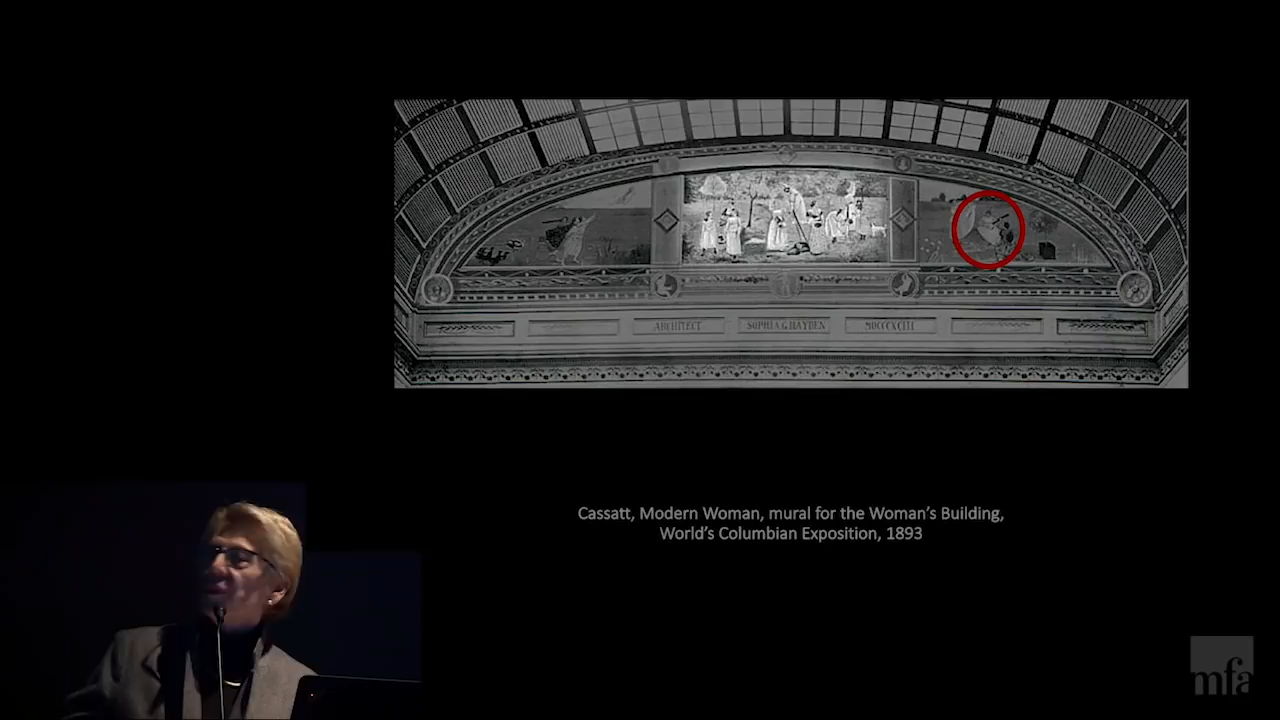 ARCHITECT SOPHIA G HAYDEN MDCCCXCIII
Cassatt, Modern Woman, mural for the Woman's Building,
World's Columbian Exposition, 1893
mfa